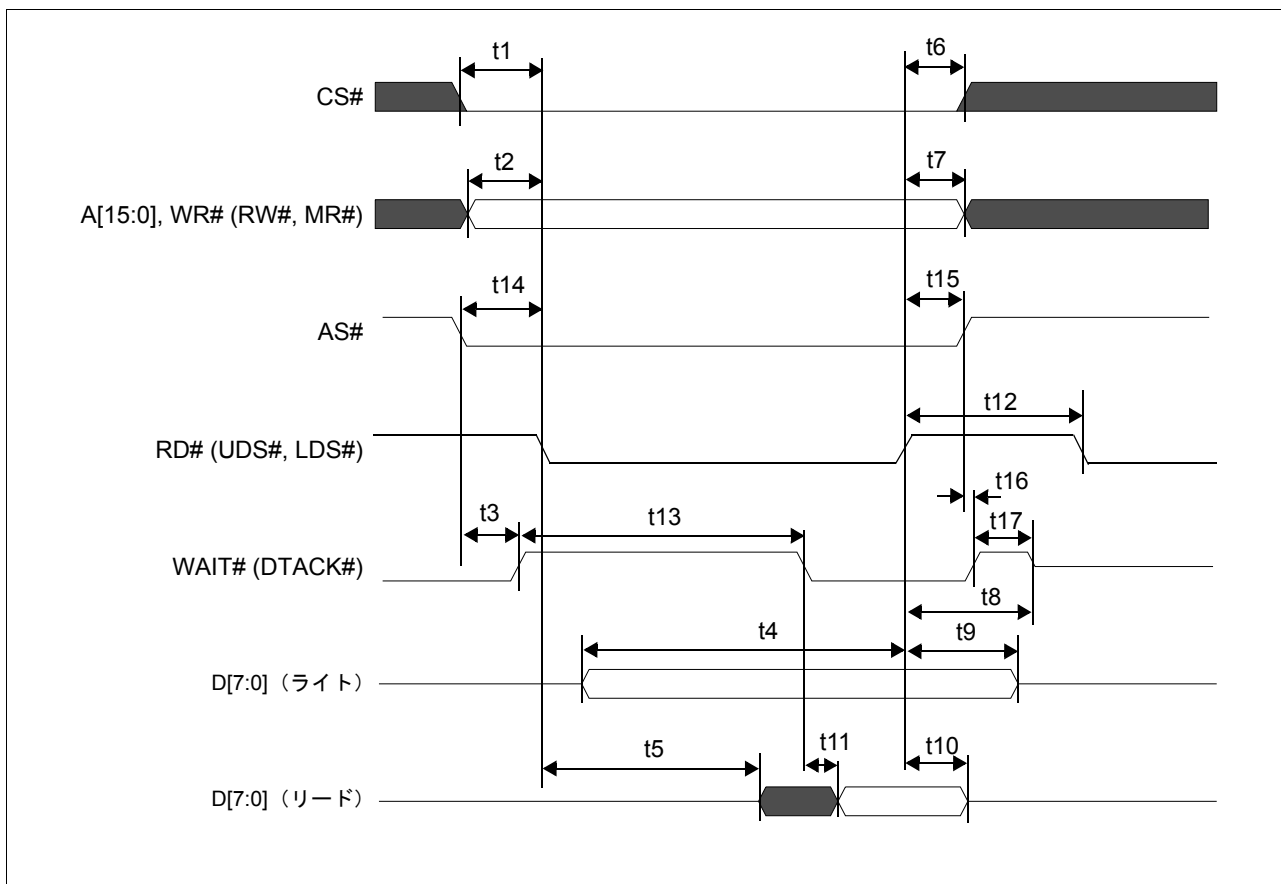 t1
t6
CS#
t2
t7
A[15:0], WR# (RW#, MR#)
t14
t15
AS#
t12
RD# (UDS#, LDS#)
t16
t3
t13
t17
WAIT# (DTACK#)
t8
t4
t9
D[7:0]（ライト）
t5
t11
t10
D[7:0]（リード）